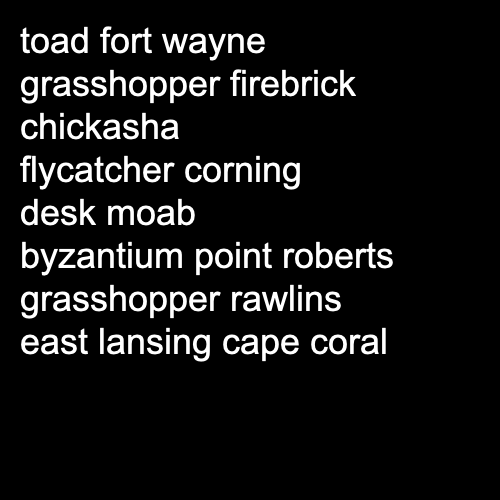 toad fort wayne
grasshopper firebrick
chickasha
flycatcher corning
desk moab
byzantium point roberts
grasshopper rawlins
east lansing cape coral